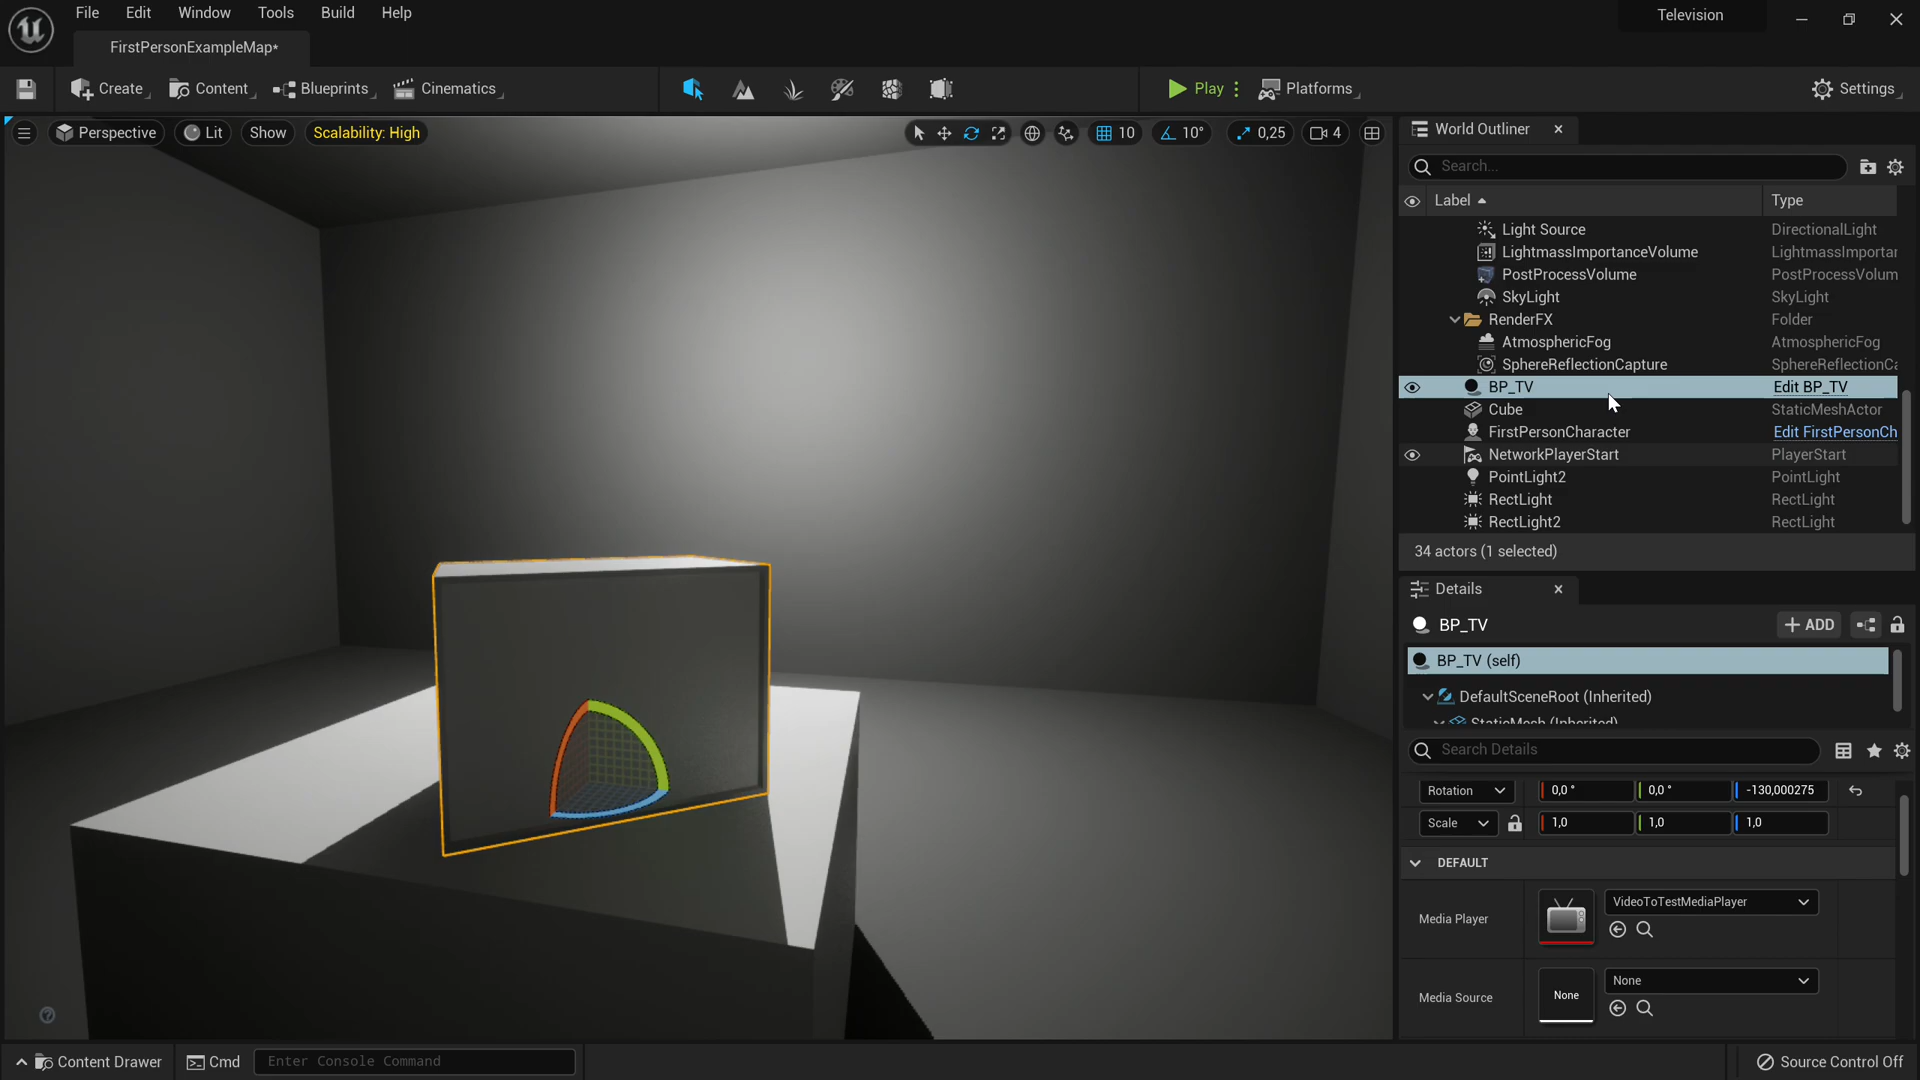 File Edit Window Tools Build Help
Television
FirstPersonExampleMap*
Create Content Blueprints Cinematics
Play Platforms
Settings
Perspective Lit Show Scalability: High
10 10° 0,25 4
World Outliner
Search...
Label Type
Light Source DirectionalLight
LightmassImportanceVolume LightmassImportan
PostProcessVolume PostProcessVolum
SkyLight SkyLight
RenderFX Folder
AtmosphericFog AtmosphericFog
SphereReflectionCapture SphereReflectionCa
BP_TV Edit BP_TV
Cube StaticMeshActor
FirstPersonCharacter Edit FirstPersonCh
NetworkPlayerStart PlayerStart
PointLight2 PointLight
RectLight RectLight
RectLight2 RectLight
34 actors (1 selected)
Details
BP_TV ADD
BP_TV (self)
DefaultSceneRoot (Inherited)
StaticMesh (Inherited)
Search Details
Rotation 0,0 ° 0,0 ° -130,000275
Scale 1,0 1,0 1,0
DEFAULT
Media Player VideoToTestMediaPlayer
Media Source None None
Content Drawer Cmd Enter Console Command
Source Control Off